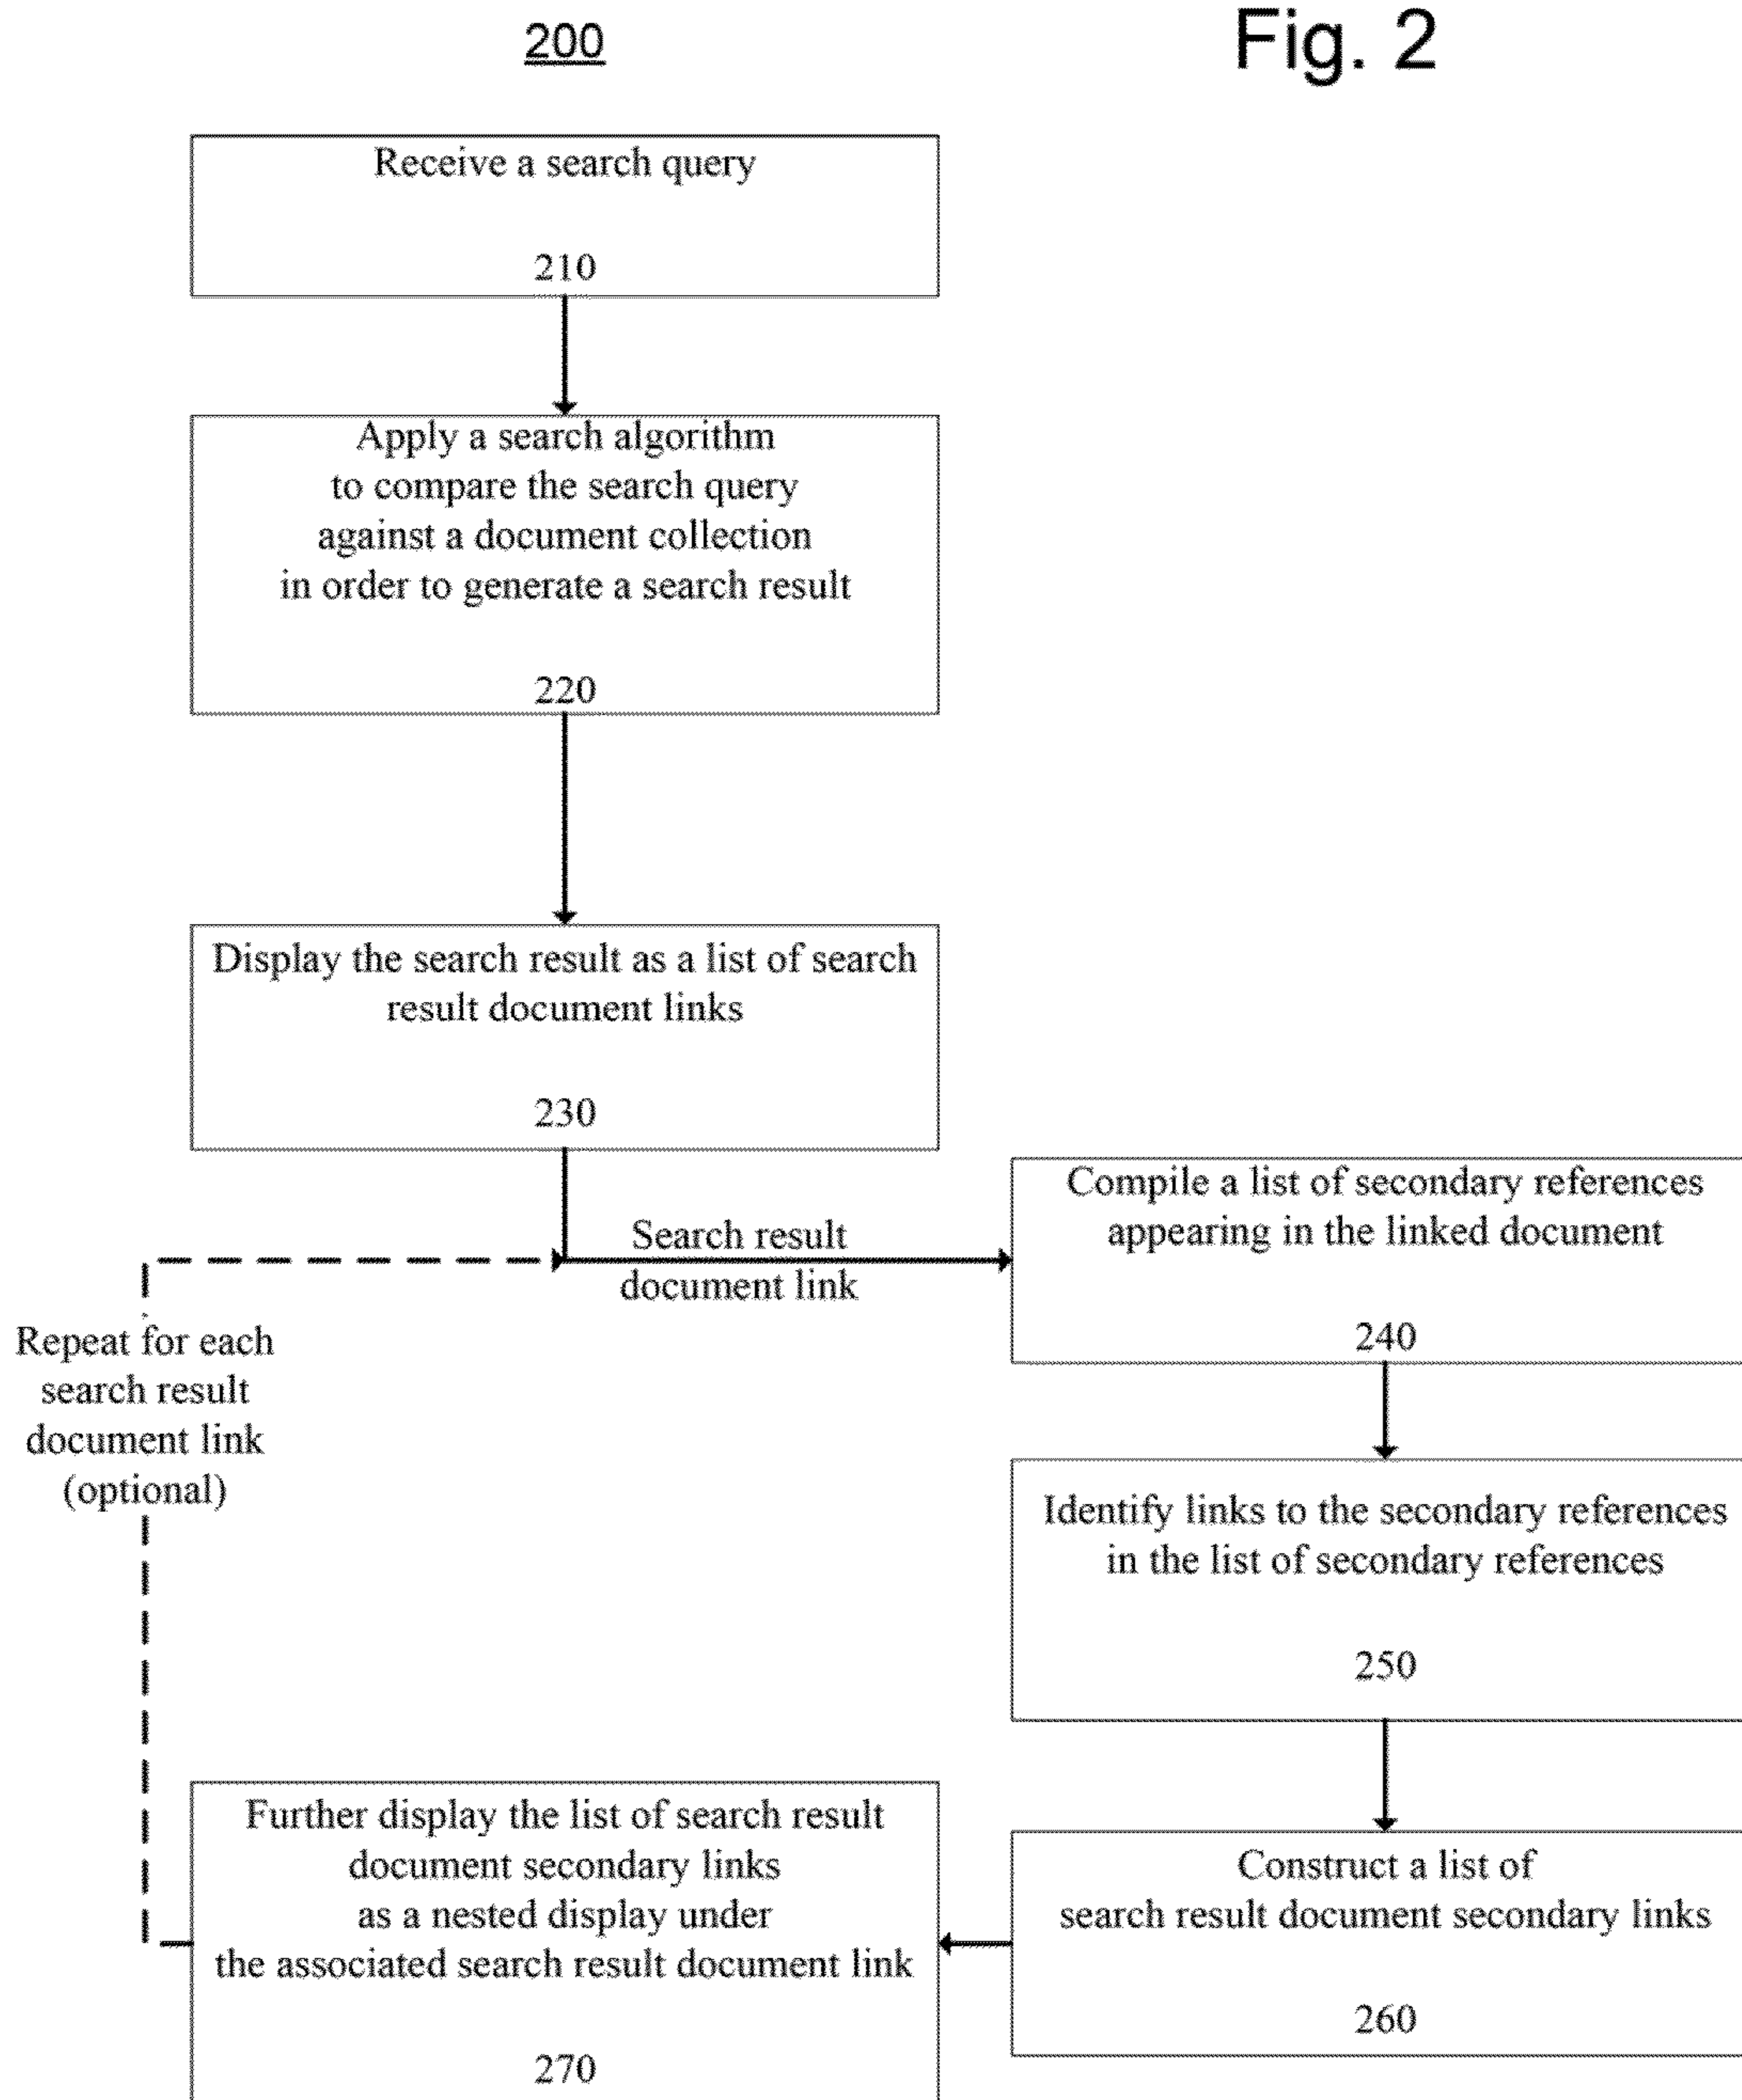 200
Fig. 2
Receive a search query
210
Apply a search algorithm
to compare the search query
against a document collection
in order to generate a search result
220
Display the search result as a list of search
result document links
230
Search result
document link
Compile a list of secondary references
appearing in the linked document
240
Repeat for each
search result
document link
(optional)
Identify links to the secondary references
in the list of secondary references
250
Construct a list of
search result document secondary links
260
Further display the list of search result
document secondary links
as a nested display under
the associated search result document link
270